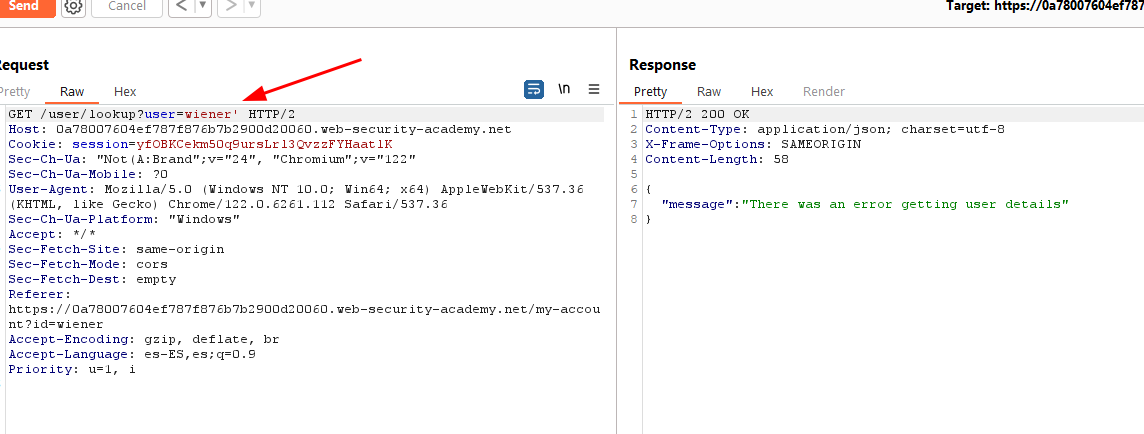 Send Cancel < > Target: https://0a78007604ef787
Request
Pretty Raw Hex \n
GET /user/lookup?user=wiener' HTTP/2
Host: 0a78007604ef787f876b7b2900d20060.web-security-academy.net
Cookie: session=yfOBKCekm50q9ursLrl3QvzzFYHaatlK
Sec-Ch-Ua: "Not(A:Brand";v="24", "Chromium";v="122"
Sec-Ch-Ua-Mobile: ?0
User-Agent: Mozilla/5.0 (Windows NT 10.0; Win64; x64) AppleWebKit/537.36
(KHTML, like Gecko) Chrome/122.0.6261.112 Safari/537.36
Sec-Ch-Ua-Platform: "Windows"
Accept: */*
Sec-Fetch-Site: same-origin
Sec-Fetch-Mode: cors
Sec-Fetch-Dest: empty
Referer:
https://0a78007604ef787f876b7b2900d20060.web-security-academy.net/my-accou
nt?id=wiener
Accept-Encoding: gzip, deflate, br
Accept-Language: es-ES,es;q=0.9
Priority: u=1, i
Response
Pretty Raw Hex Render
1 HTTP/2 200 OK
2 Content-Type: application/json; charset=utf-8
3 X-Frame-Options: SAMEORIGIN
4 Content-Length: 58
5
6 {
7 "message":"There was an error getting user details"
8 }